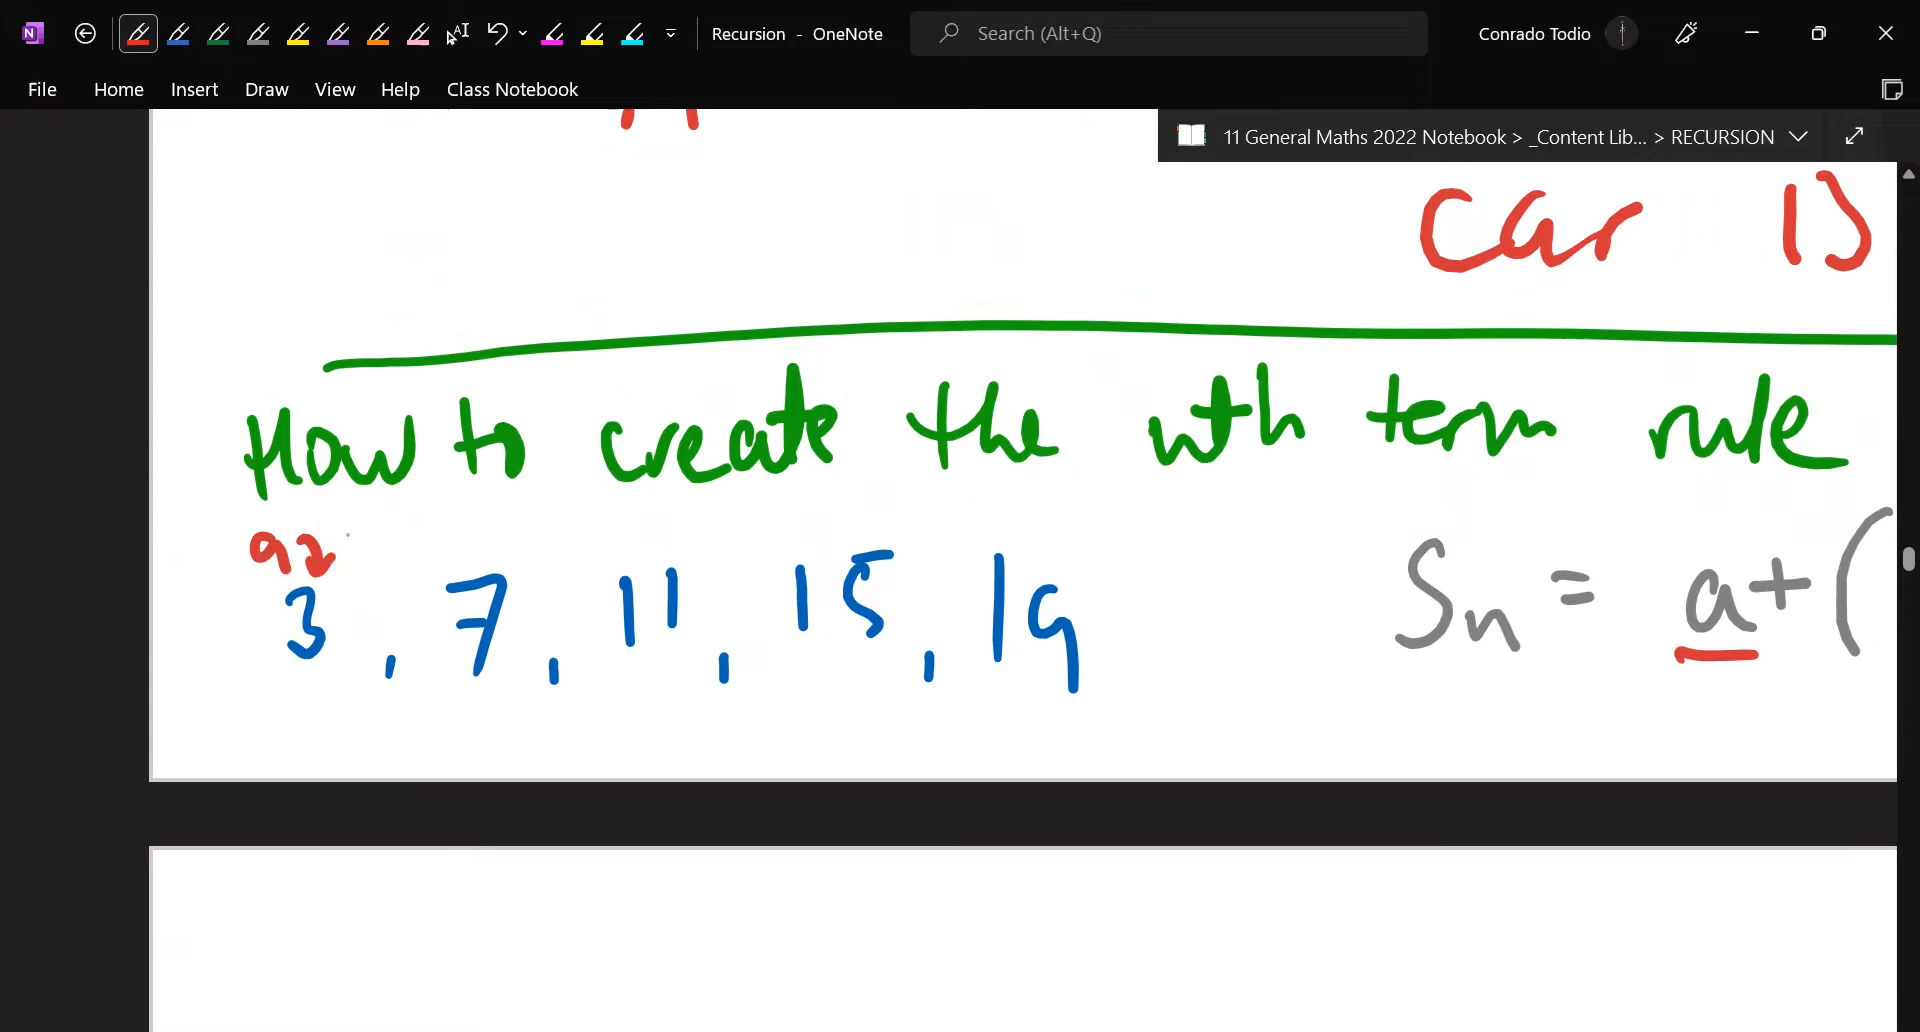 Recursion - OneNote
Search (Alt+Q)
Conrado Todio
File Home Insert Draw View Help Class Notebook
11 General Maths 2022 Notebook > _Content Lib... > RECURSION
car is
How to create the nth term rule
a
3, 7, 11, 15, 19
Sn = a + (